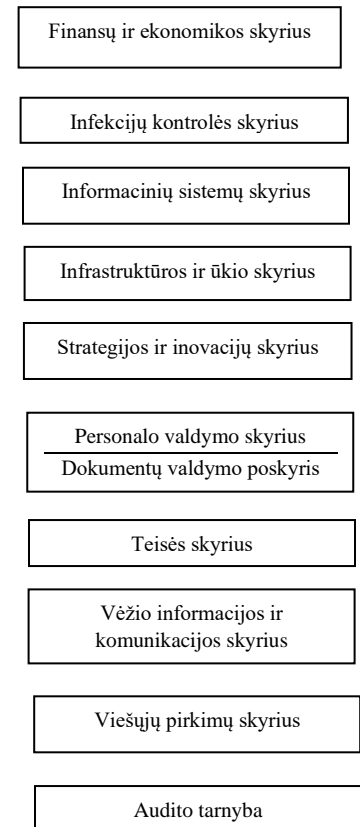 Finansų ir ekonomikos skyrius
Infekcijų kontrolės skyrius
Informacinių sistemų skyrius
Infrastruktūros ir ūkio skyrius
Strategijos ir inovacijų skyrius
Personalo valdymo skyrius
Dokumentų valdymo poskyris
Teisės skyrius
Vėžio informacijos ir
komunikacijos skyrius
Viešųjų pirkimų skyrius
Audito tarnyba